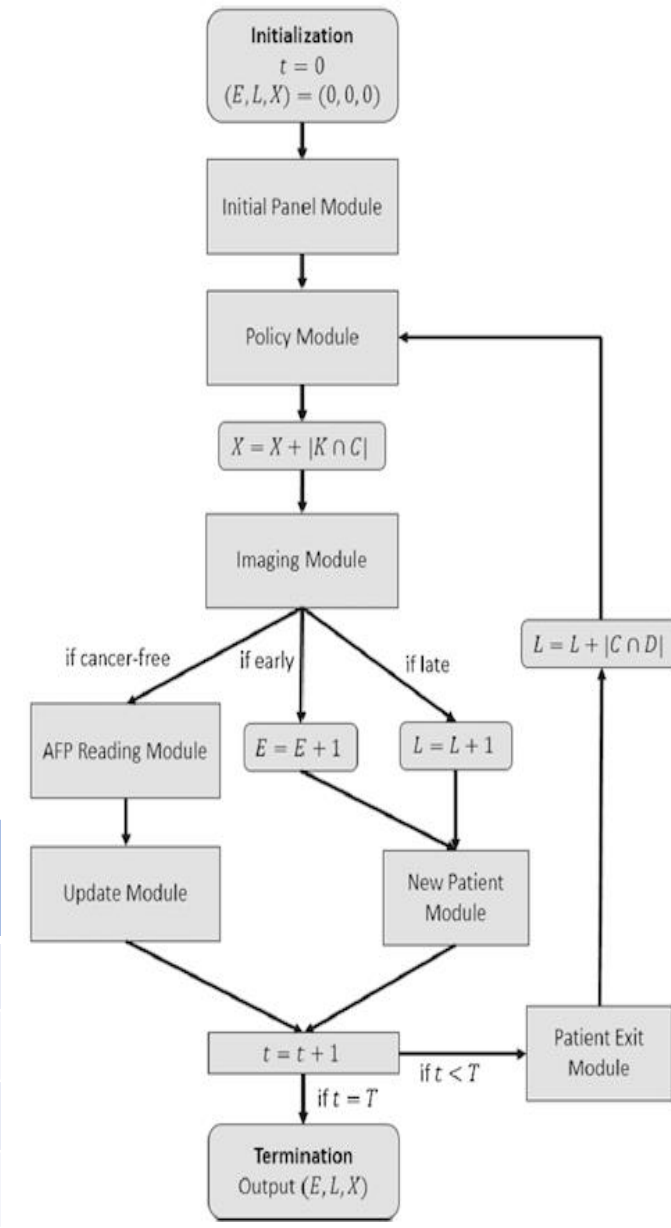 Initialization
t = 0
(E, L, X) = (0, 0, 0)
Initial Panel Module
Policy Module
X = X + |K ∩ C|
Imaging Module
if cancer-free
if early
if late
L = L + |C ∩ D|
AFP Reading Module
E = E + 1
L = L + 1
Update Module
New Patient
Module
t = t + 1
if t < T
Patient Exit
Module
if t = T
Termination
Output (E, L, X)